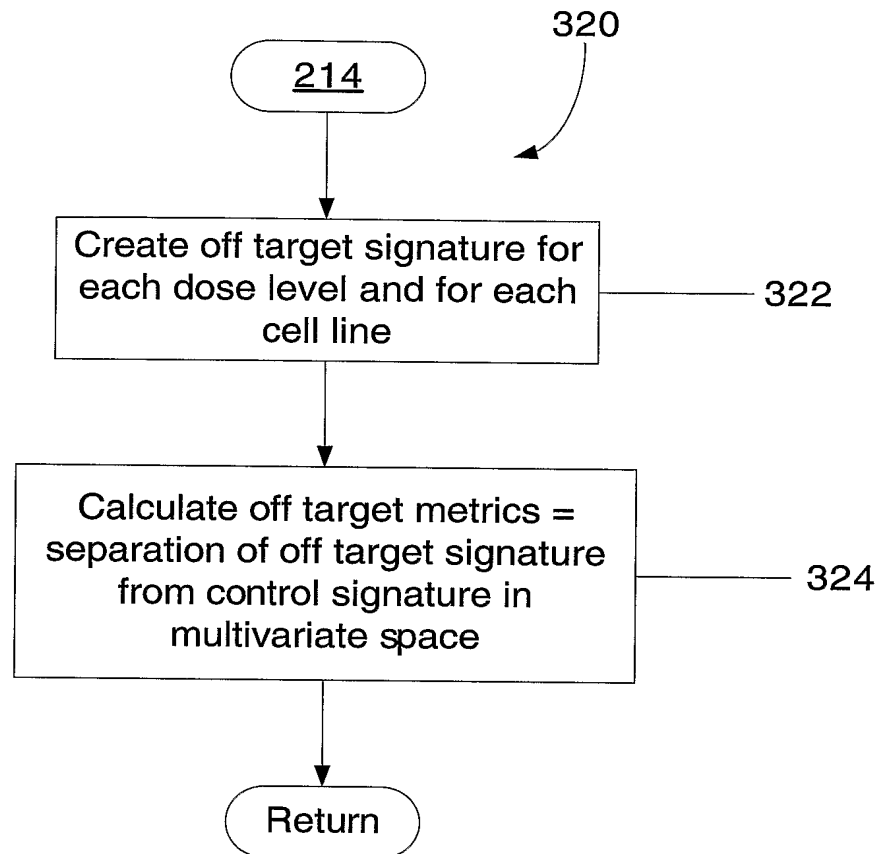 320
214
Create off target signature for
each dose level and for each
cell line
322
Calculate off target metrics =
separation of off target signature
from control signature in
multivariate space
324
Return